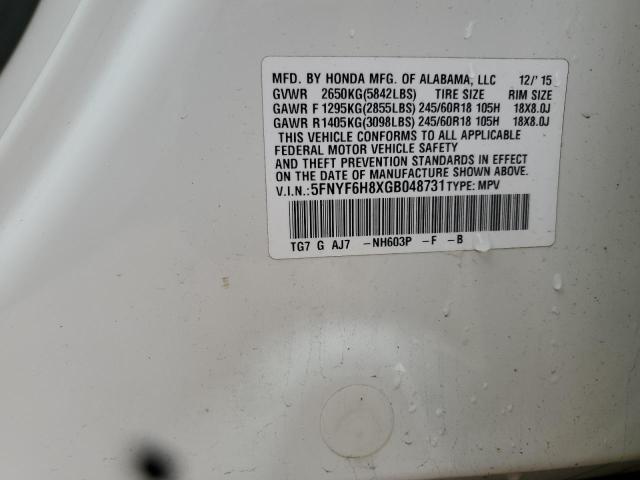 MFD. BY HONDA MFG. OF ALABAMA, LLC 12/'15
GVWR 2650KG(5842LBS) TIRE SIZE RIM SIZE
GAWR F 1295KG(2855LBS) 245/60R18 105H 18X8.0J
GAWR R 1405KG(3098LBS) 245/60R18 105H 18X8.0J
THIS VEHICLE CONFORMS TO ALL APPLICABLE
FEDERAL MOTOR VEHICLE SAFETY
AND THEFT PREVENTION STANDARDS IN EFFECT
ON THE DATE OF MANUFACTURE SHOWN ABOVE.
V.I.N.: 5FNYF6H8XGB048731 TYPE: MPV
TG7 G AJ7 -NH603P -F -B